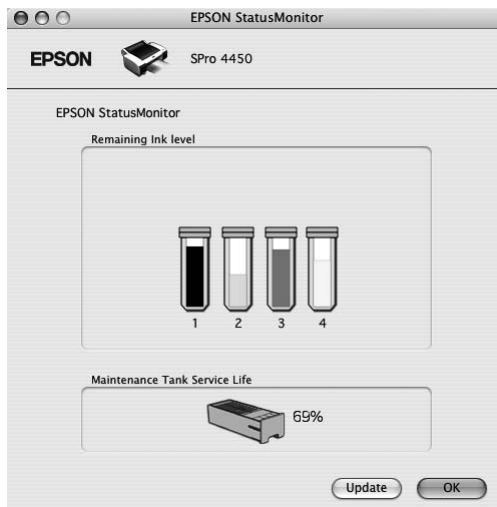 EPSON StatusMonitor
EPSON SPro 4450
EPSON StatusMonitor
Remaining Ink level
1 2 3 4
Maintenance Tank Service Life
69%
Update OK